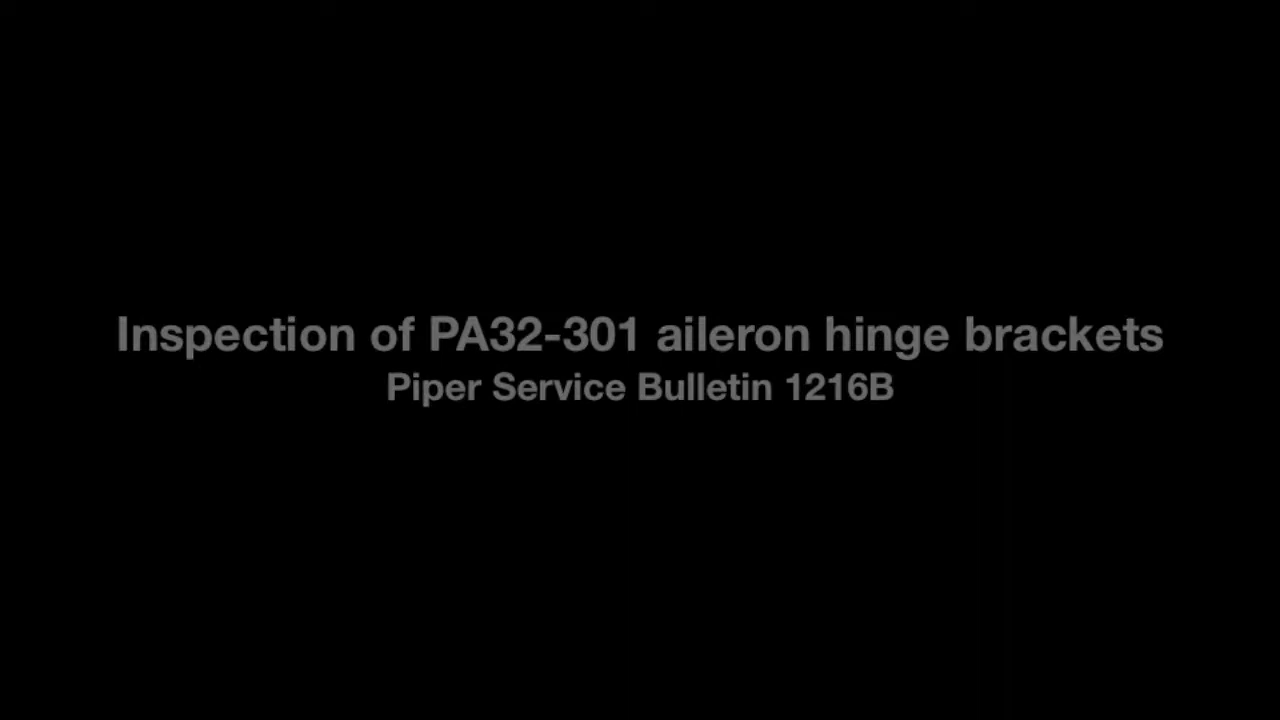 Inspection of PA32-301 aileron hinge brackets
Piper Service Bulletin 1216B